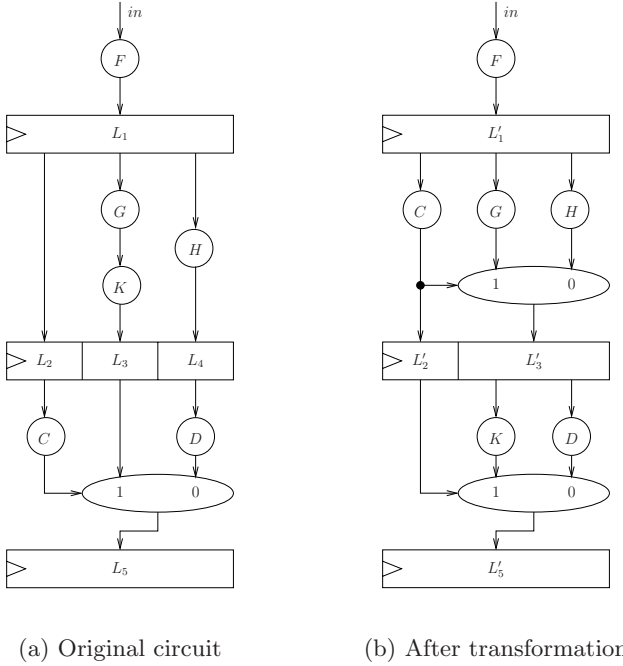 in in
F F
L1 L′1
G C G H
H
K 1 0
L2 L3 L4 L′2 L′3
C D K D
1 0 1 0
L5 L′5
(a) Original circuit (b) After transformation